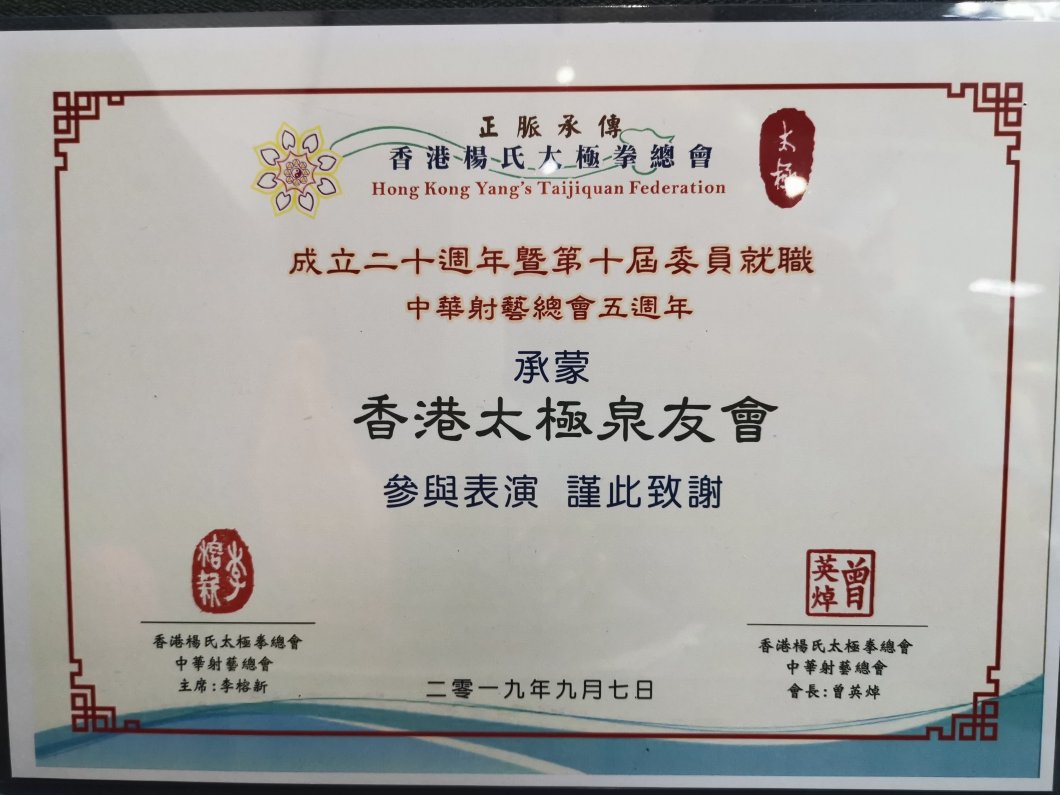 正脈承傳
香港楊氏太極拳總會
Hong Kong Yang's Taijiquan Federation
太極
成立二十週年暨第十屆委員就職
中華射藝總會五週年
承蒙
香港太極泉友會
參與表演 謹此致謝
李榕新
曾英焯
香港楊氏太極拳總會
中華射藝總會
主席：李榕新
香港楊氏太極拳總會
中華射藝總會
會長：曾英焯
二零一九年九月七日